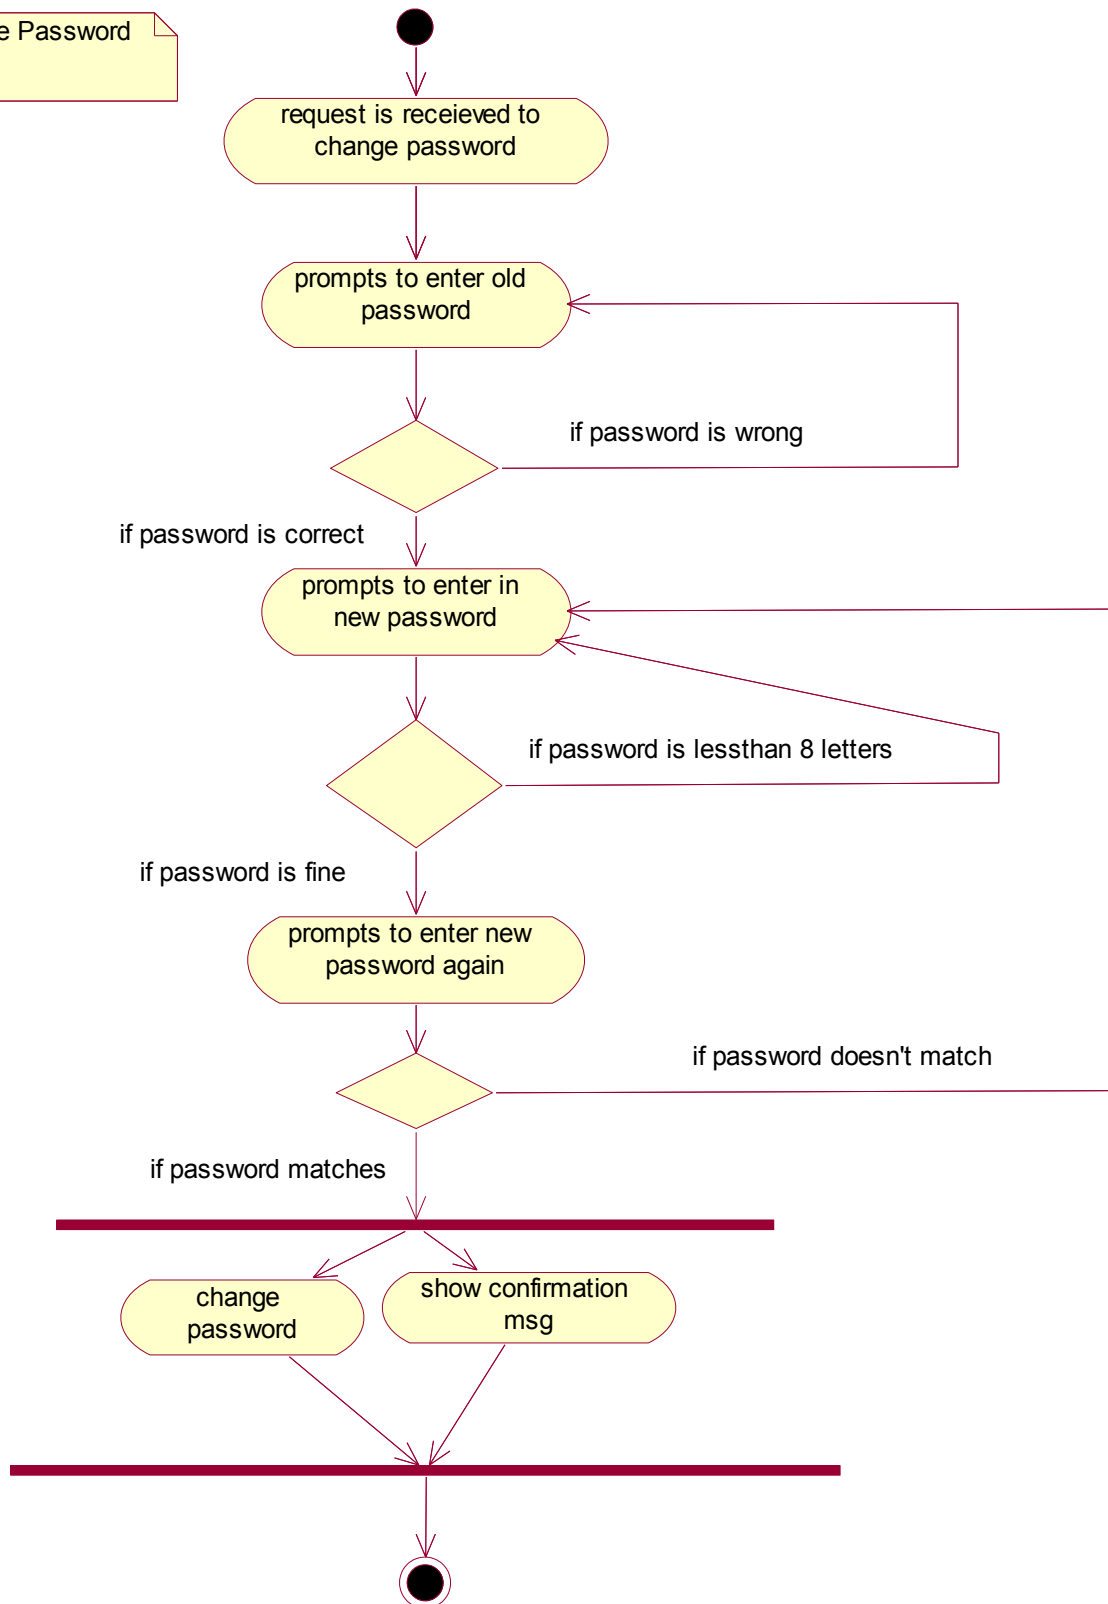 e Password
request is receieved to
change password
prompts to enter old
password
if password is wrong
if password is correct
prompts to enter in
new password
if password is lessthan 8 letters
if password is fine
prompts to enter new
password again
if password doesn't match
if password matches
change
password
show confirmation
msg